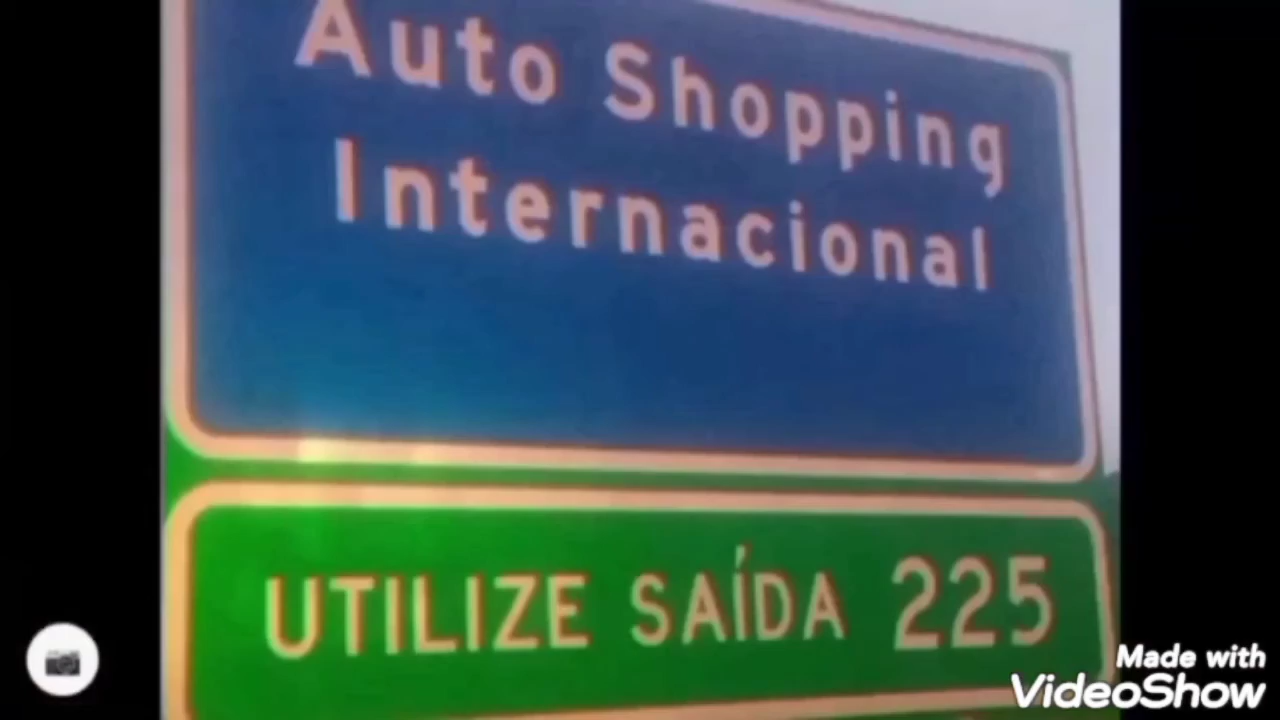 Auto Shopping
Internacional
UTILIZE SAÍDA 225
Made with
VideoShow